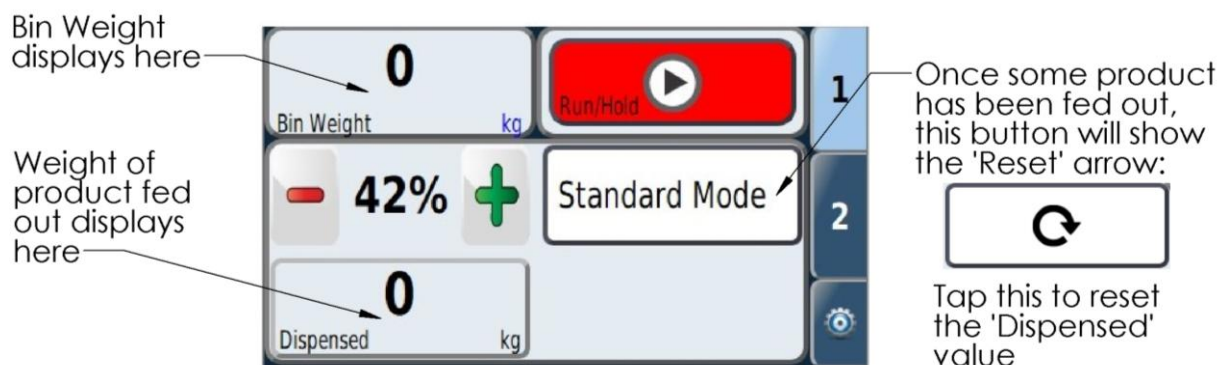 Bin Weight
displays here
0
Bin Weight
kg
Run/Hold
1
Once some product
has been fed out,
this button will show
the 'Reset' arrow:
Weight of
product fed
out displays
here
42%
Standard Mode
2
0
Dispensed
kg
Tap this to reset
the 'Dispensed'
value